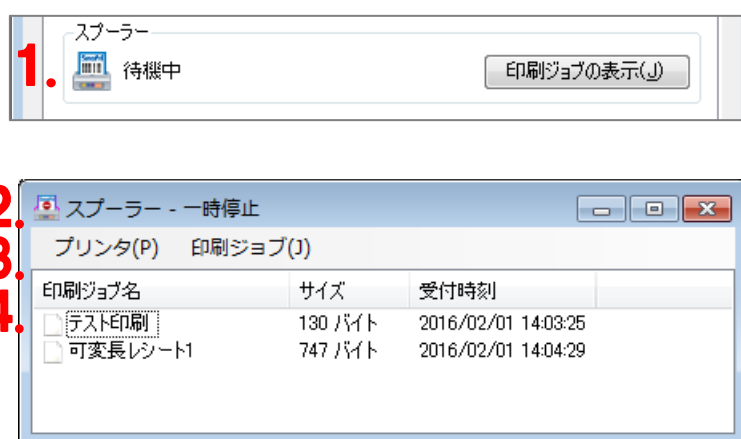 スプーラー
1. 待機中 印刷ジョブの表示(J)
2. スプーラー - 一時停止
3. プリンタ(P) 印刷ジョブ(J)
印刷ジョブ名 サイズ 受付時刻
4. テスト印刷 130 バイト 2016/02/01 14:03:25
可変長レシート1 747 バイト 2016/02/01 14:04:29